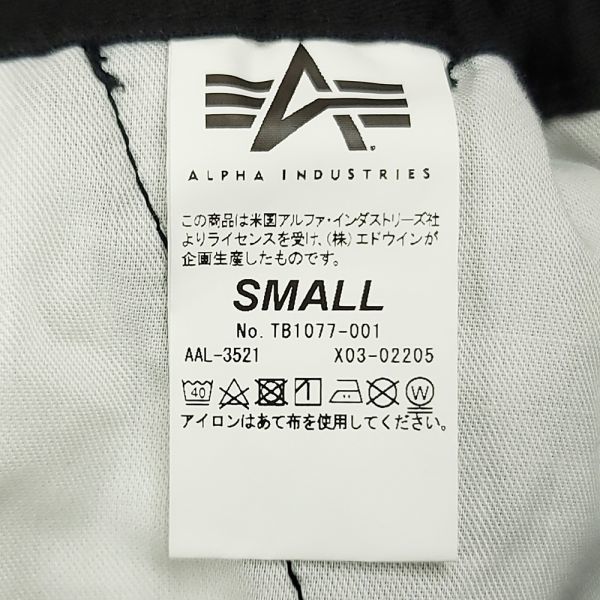 ALPHA INDUSTRIES
この商品は米国アルファ・インダストリーズ社
よりライセンスを受け、(株)エドウインが
企画生産したものです。
SMALL
No. TB1077-001
AAL-3521 X03-02205
40 W
アイロンはあて布を使用してください。